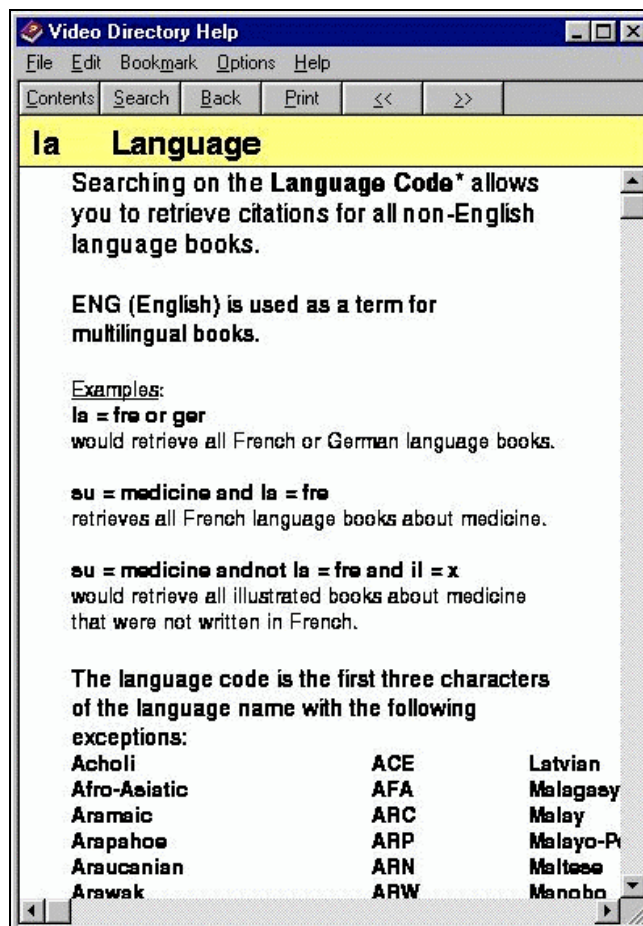 Video Directory Help
File Edit Bookmark Options Help
Contents Search Back Print << >>
la Language
Searching on the Language Code* allows
you to retrieve citations for all non-English
language books.
ENG (English) is used as a term for
multilingual books.
Examples:
la = fre or ger
would retrieve all French or German language books.
su = medicine and la = fre
retrieves all French language books about medicine.
su = medicine andnot la = fre and il = x
would retrieve all illustrated books about medicine
that were not written in French.
The language code is the first three characters
of the language name with the following
exceptions:
Acholi ACE Latvian
Afro-Asiatic AFA Malagasy
Aramaic ARC Malay
Arapahoe ARP Malayo-P
Araucanian ARN Maltese
Arawak ARW Manobo